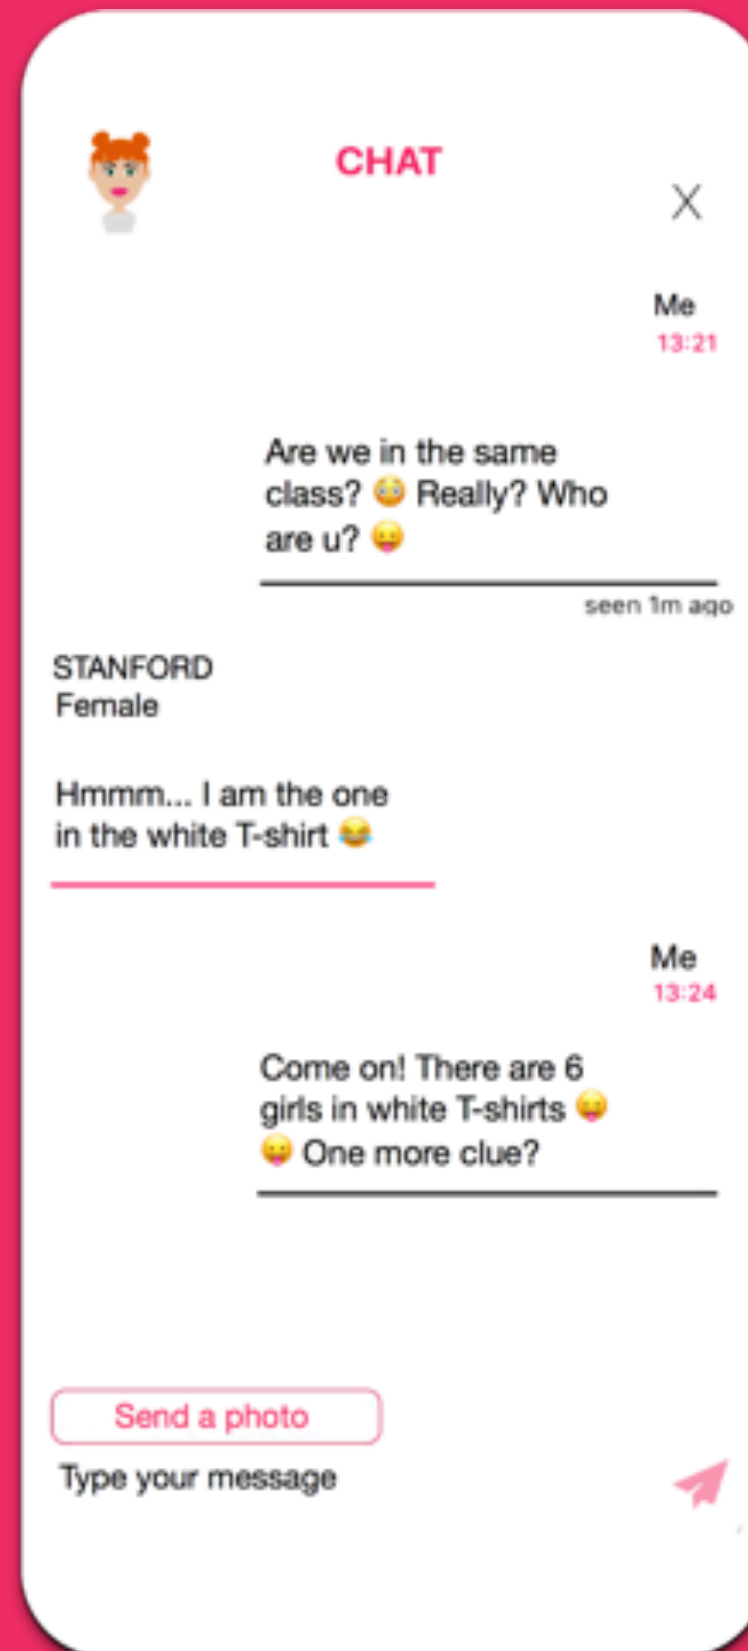 CHAT
X
Me
13:21
Are we in the same
class? 😳 Really? Who
are u? 😛
seen 1m ago
STANFORD
Female
Hmmm... I am the one
in the white T-shirt 😂
Me
13:24
Come on! There are 6
girls in white T-shirts 😛
😛 One more clue?
Send a photo
Type your message